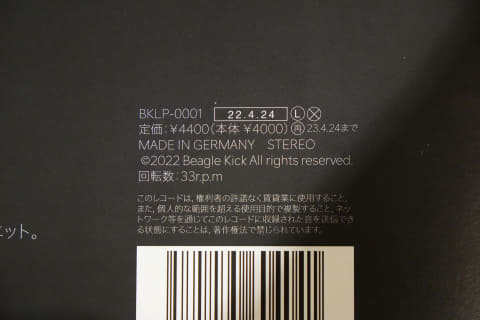 BKLP-0001 22.4.24 Ⓛ Ⓧ
定価:¥4400(本体 ¥4000)㊢23.4.24まで
MADE IN GERMANY STEREO
©2022 Beagle Kick All rights reserved.
回転数:33r.p.m
このレコードは、権利者の許諾なく賃貸業に使用すること、
また、個人的な範囲を超える使用目的で複製すること、ネッ
トワーク等を通じてこのレコードに収録された音を送信でき
る状態にすることは、著作権法で禁じられています。
ニット。